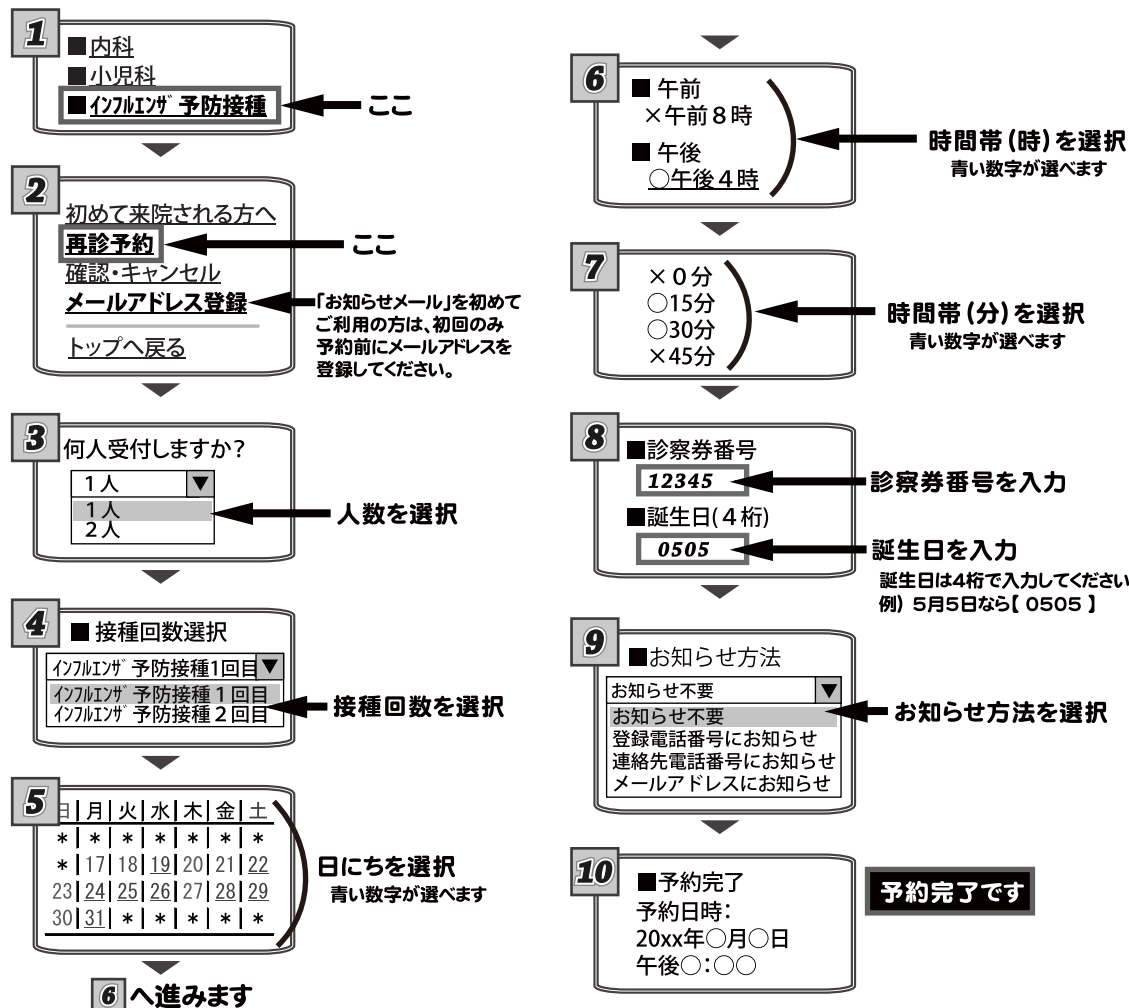 1
■内科
■小児科
■インフルエンザ 予防接種
ここ
2
初めて来院される方へ
再診予約
ここ
確認・キャンセル
メールアドレス登録
「お知らせメール」を初めて
ご利用の方は、初回のみ
予約前にメールアドレスを
登録してください。
トップへ戻る
3
何人受付しますか？
1人 ▼
1人
2人
人数を選択
4
■ 接種回数選択
インフルエンザ 予防接種1回目▼
インフルエンザ 予防接種1回目
インフルエンザ 予防接種2回目
接種回数を選択
5
日 月 火 水 木 金 土
* * * * * * *
* 17 18 19 20 21 22
23 24 25 26 27 28 29
30 31 * * * * *
日にちを選択
青い数字が選べます
6 へ進みます
6
■ 午前
×午前8時
■ 午後
○午後4時
時間帯(時)を選択
青い数字が選べます
7
×0分
○15分
○30分
×45分
時間帯(分)を選択
青い数字が選べます
8
■診察券番号
12345
診察券番号を入力
■誕生日(4桁)
0505
誕生日を入力
誕生日は4桁で入力してください
例) 5月5日なら【 0505 】
9
■お知らせ方法
お知らせ不要 ▼
お知らせ不要
登録電話番号にお知らせ
連絡先電話番号にお知らせ
メールアドレスにお知らせ
お知らせ方法を選択
10
■予約完了
予約日時：
20xx年○月○日
午後○：○○
予約完了です